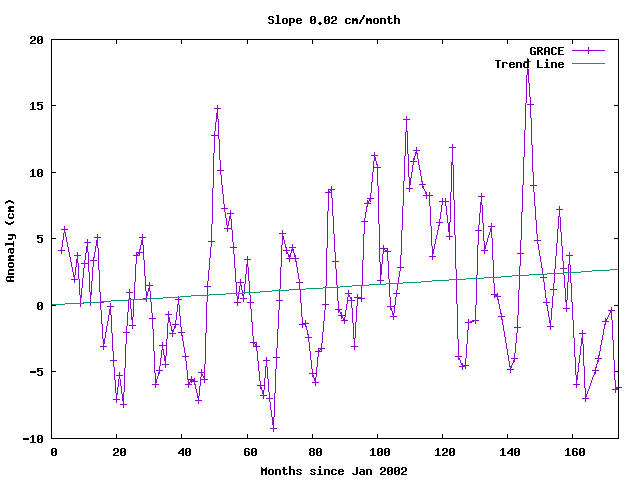 Slope 0.02 cm/month
20
15
10
5
0
-5
-10
Anomaly (cm)
GRACE
Trend Line
0 20 40 60 80 100 120 140 160
Months since Jan 2002